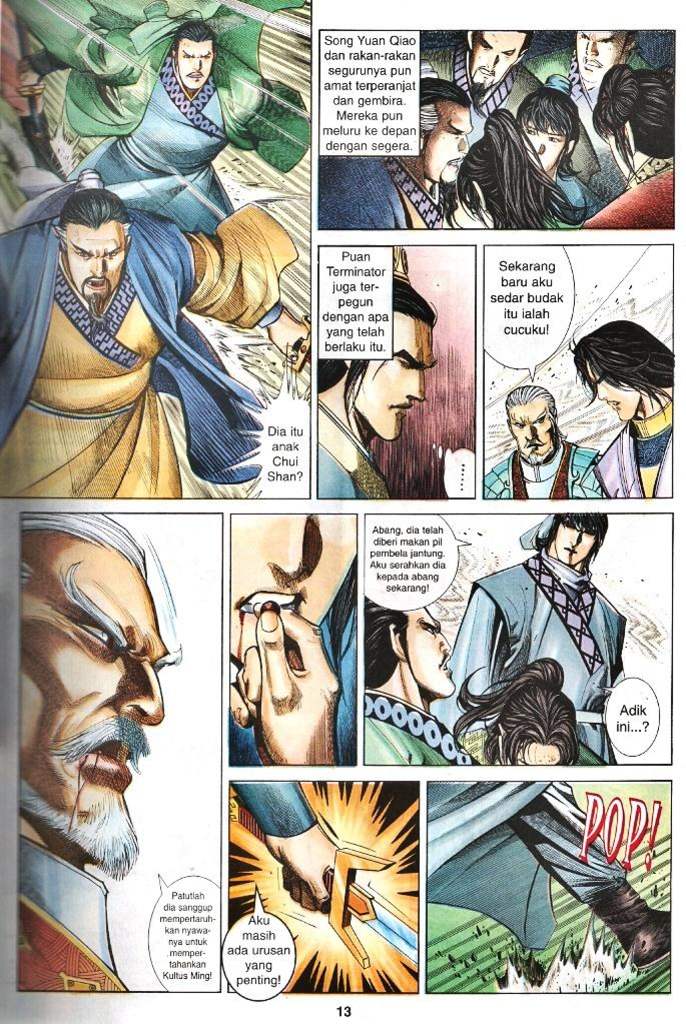 Dia itu
anak
Chui
Shan?
Song Yuan Qiao
dan rakan-rakan
segurunya pun
amat terperanjat
dan gembira.
Mereka pun
meluru ke depan
dengan segera.
Puan
Terminator
juga ter-
pegun
dengan apa
yang telah
berlaku itu.
......
Sekarang
baru aku
sedar budak
itu ialah
cucuku!
Patutlah
dia sanggup
mempertaruh-
kan nyawa-
nya untuk
memper-
tahankan
Kultus Ming!
Abang, dia telah
diberi makan pil
pembela jantung.
Aku serahkan dia
kepada abang
sekarang!
Adik
ini...?
Aku
masih
ada urusan
yang
penting!
POP!
13